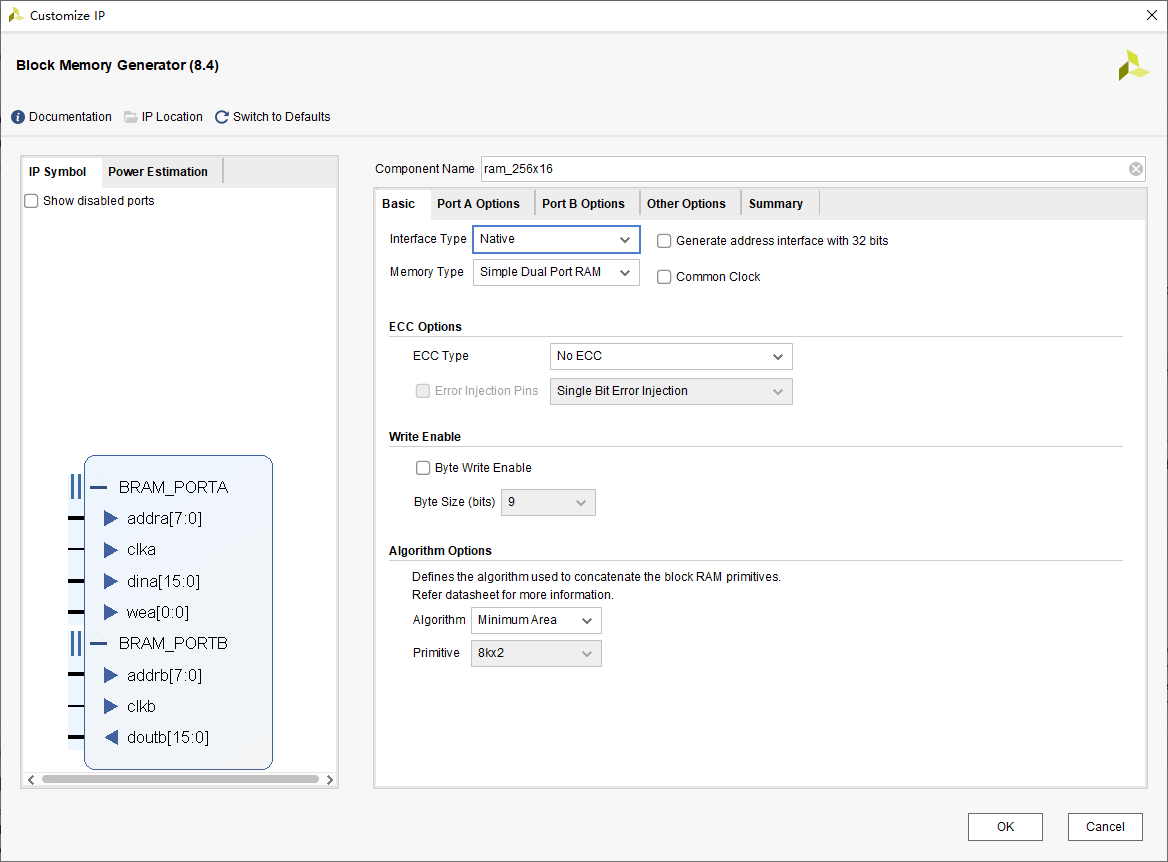 Customize IP
Block Memory Generator (8.4)
Documentation IP Location Switch to Defaults
IP Symbol Power Estimation
Show disabled ports
BRAM_PORTA
addra[7:0]
clka
dina[15:0]
wea[0:0]
BRAM_PORTB
addrb[7:0]
clkb
doutb[15:0]
Component Name ram_256x16
Basic Port A Options Port B Options Other Options Summary
Interface Type Native Generate address interface with 32 bits
Memory Type Simple Dual Port RAM Common Clock
ECC Options
ECC Type No ECC
Error Injection Pins Single Bit Error Injection
Write Enable
Byte Write Enable
Byte Size (bits) 9
Algorithm Options
Defines the algorithm used to concatenate the block RAM primitives.
Refer datasheet for more information.
Algorithm Minimum Area
Primitive 8kx2
OK Cancel